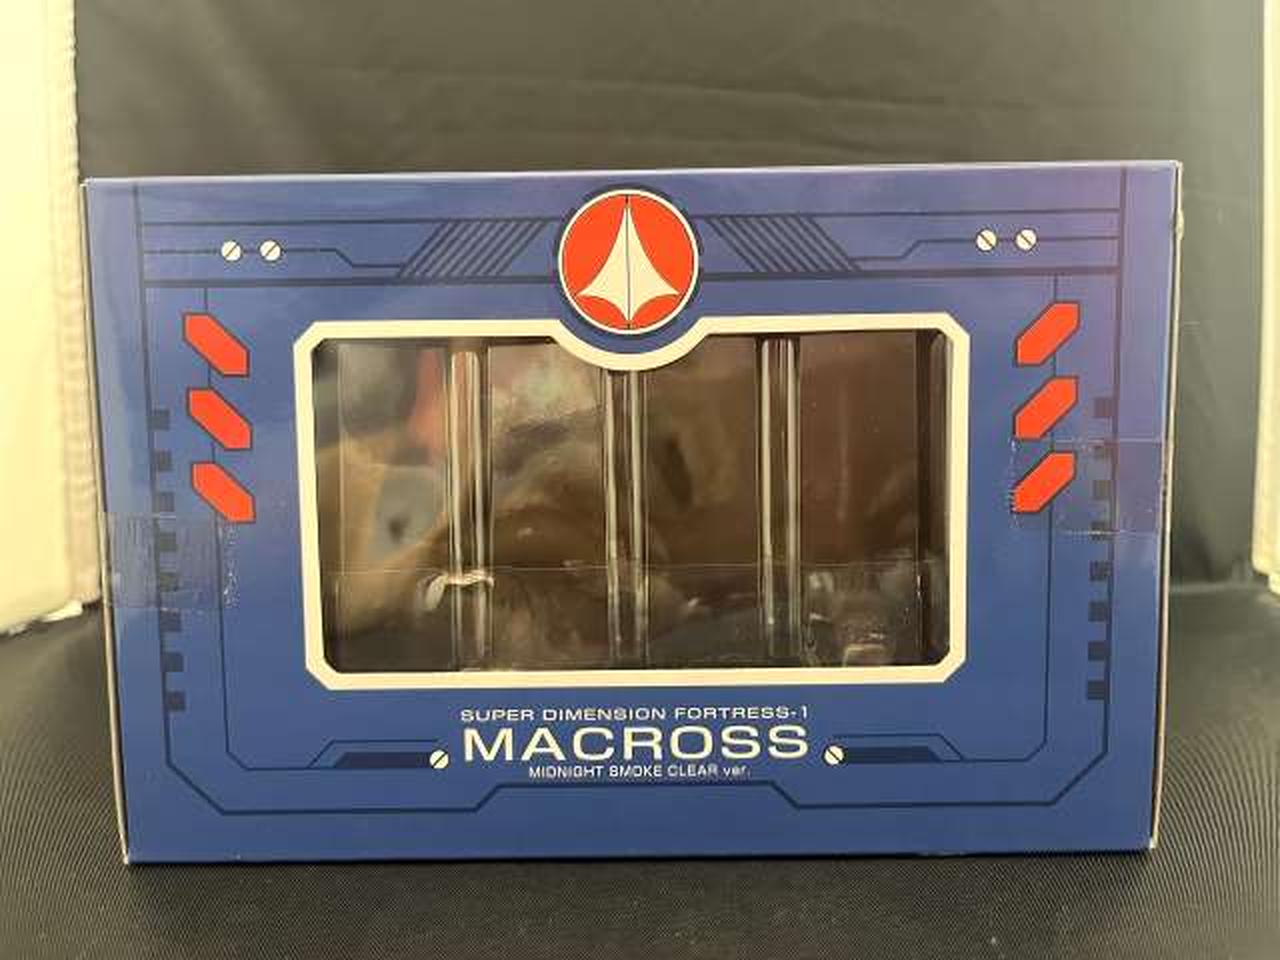 SUPER DIMENSION FORTRESS-1
MACROSS
MIDNIGHT SMOKE CLEAR ver.